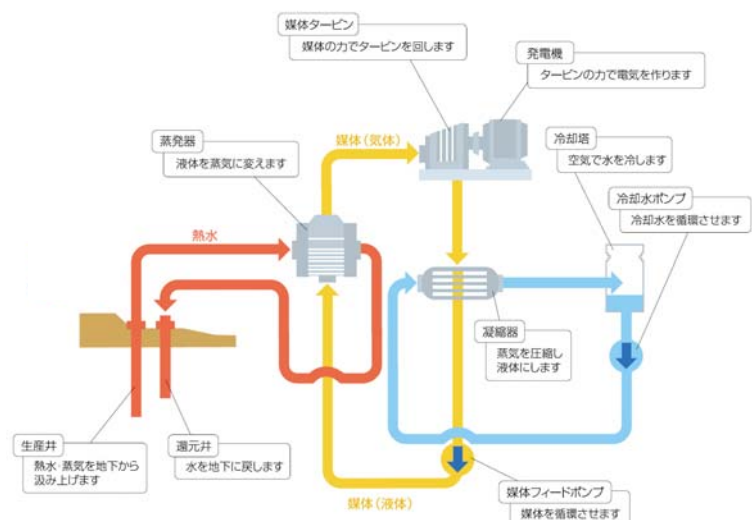 媒体タービン
媒体の力でタービンを回します
発電機
タービンの力で電気を作ります
蒸発器
液体を蒸気に変えます
媒体(気体)
冷却塔
空気で水を冷します
冷却水ポンプ
冷却水を循環させます
熱水
凝縮器
蒸気を圧縮し
液体にします
生産井
熱水・蒸気を地下から
汲み上げます
還元井
水を地下に戻します
媒体(液体)
媒体フィードポンプ
媒体を循環させます